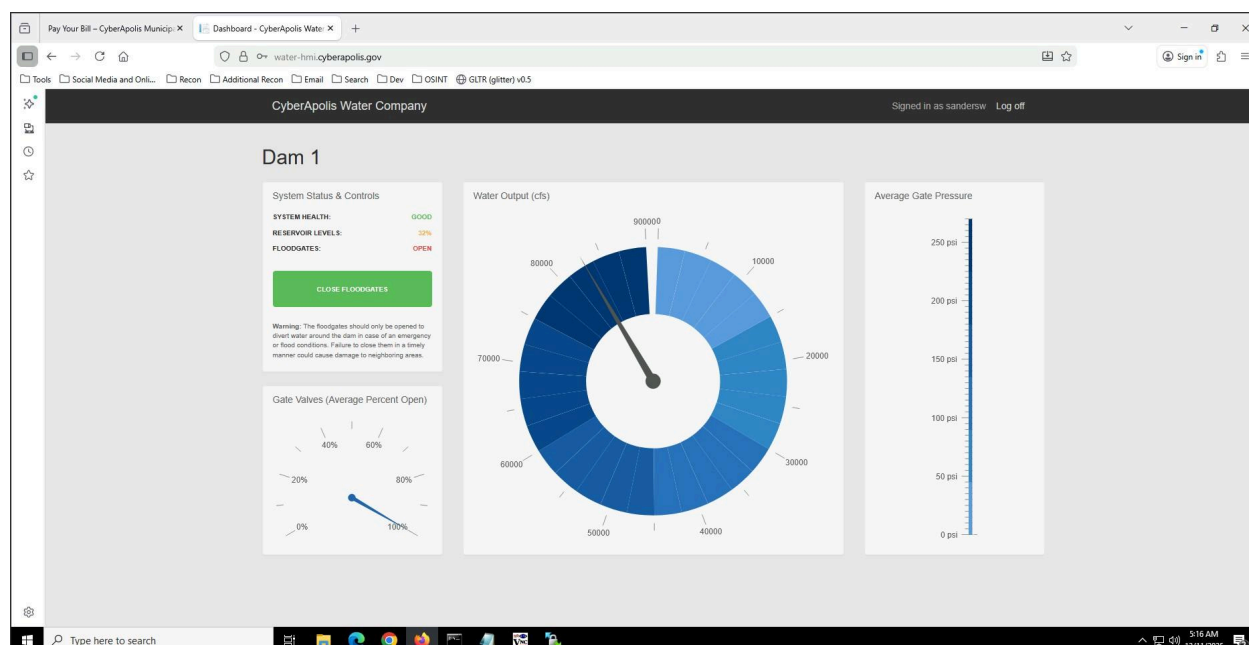 Pay Your Bill – CyberApolis Municip
Dashboard - CyberApolis Water
water-hmi.cyberapolis.gov
Sign in
Tools
Social Media and Onli...
Recon
Additional Recon
Email
Search
Dev
OSINT
GLTR (glitter) v0.5
CyberApolis Water Company
Signed in as sandersw
Log off
Dam 1
System Status & Controls
SYSTEM HEALTH: GOOD
RESERVOIR LEVELS: 32%
FLOODGATES: OPEN
CLOSE FLOODGATES
Warning: The floodgates should only be opened to
divert water around the dam in case of an emergency
or flood conditions. Failure to close them in a timely
manner could cause damage to neighboring areas.
Gate Valves (Average Percent Open)
0%
20%
40%
60%
80%
100%
Water Output (cfs)
90000
0
10000
20000
30000
40000
50000
60000
70000
80000
Average Gate Pressure
250 psi
200 psi
150 psi
100 psi
50 psi
0 psi
Type here to search
5:16 AM